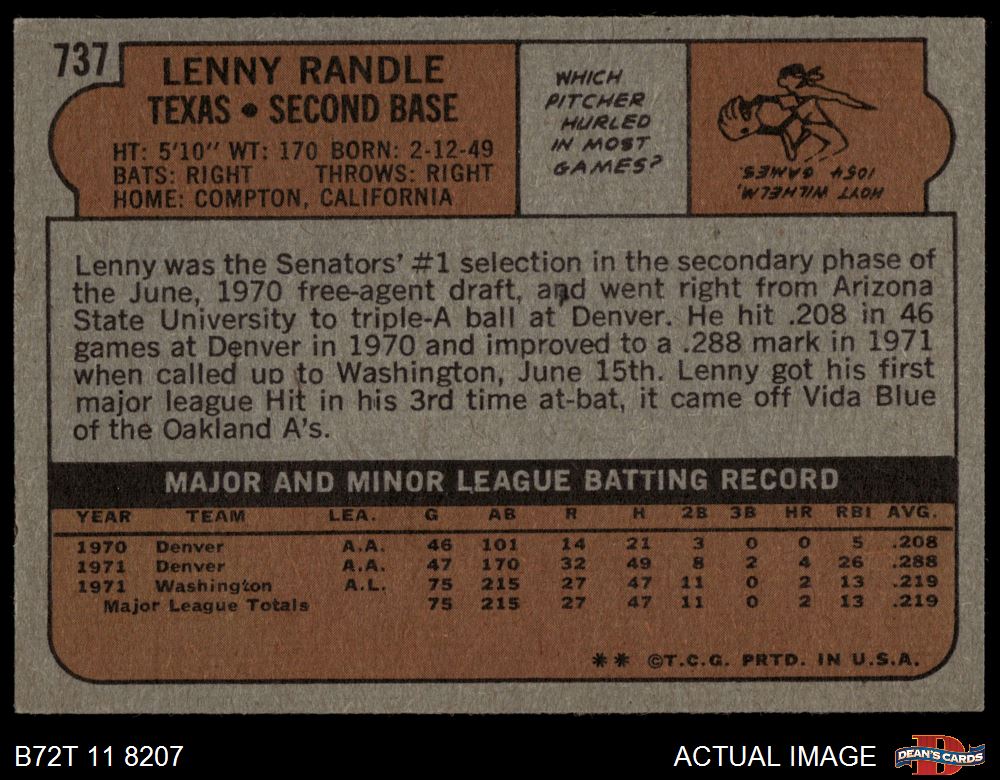 737
LENNY RANDLE
TEXAS • SECOND BASE
HT: 5'10" WT: 170 BORN: 2-12-49
BATS: RIGHT THROWS: RIGHT
HOME: COMPTON, CALIFORNIA
WHICH
PITCHER
HURLED
IN MOST
GAMES?
HOYT WILHELM,
1054 GAMES.
Lenny was the Senators' #1 selection in the secondary phase of
the June, 1970 free-agent draft, and went right from Arizona
State University to triple-A ball at Denver. He hit .208 in 46
games at Denver in 1970 and improved to a .288 mark in 1971
when called up to Washington, June 15th. Lenny got his first
major league Hit in his 3rd time at-bat, it came off Vida Blue
of the Oakland A's.
MAJOR AND MINOR LEAGUE BATTING RECORD
YEAR TEAM LEA. G AB R H 2B 3B HR RBI AVG.
1970 Denver A.A. 46 101 14 21 3 0 0 5 .208
1971 Denver A.A. 47 170 32 49 8 2 4 26 .288
1971 Washington A.L. 75 215 27 47 11 0 2 13 .219
Major League Totals 75 215 27 47 11 0 2 13 .219
** ©T.C.G. PRTD. IN U.S.A.
B72T 11 8207
ACTUAL IMAGE
DEAN'S CARDS